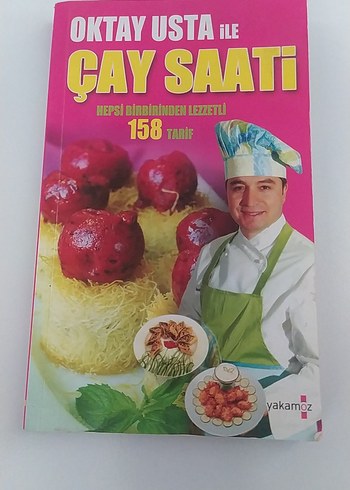 OKTAY USTA iLE
ÇAY SAATi
HEPSİ BİRBİRİNDEN LEZZETLİ
158 TARİF
yakamoz